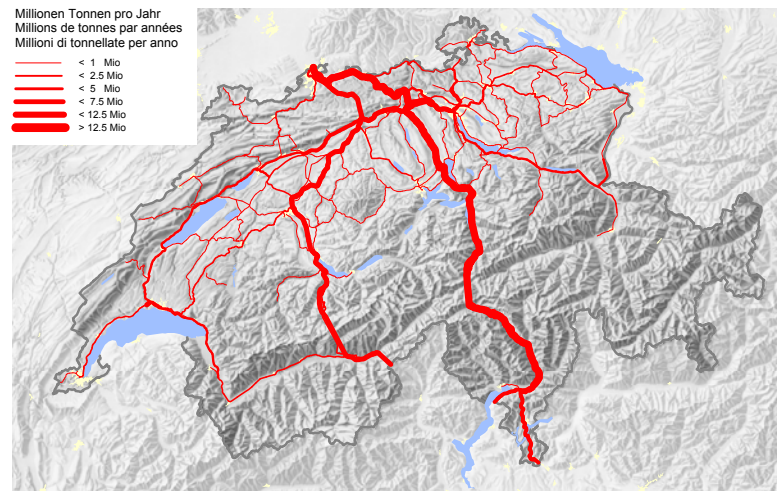 Millionen Tonnen pro Jahr
Millions de tonnes par années
Millioni di tonnellate per anno
< 1 Mio
< 2.5 Mio
< 5 Mio
< 7.5 Mio
< 12.5 Mio
> 12.5 Mio